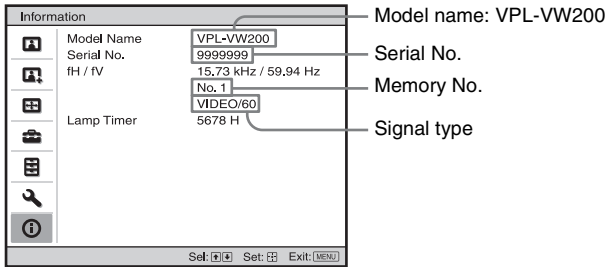 Information
Model Name VPL-VW200
Serial No. 9999999
fH / fV 15.73 kHz / 59.94 Hz
No. 1
VIDEO/60
Lamp Timer 5678 H
Sel: Set: Exit: MENU
Model name: VPL-VW200
Serial No.
Memory No.
Signal type